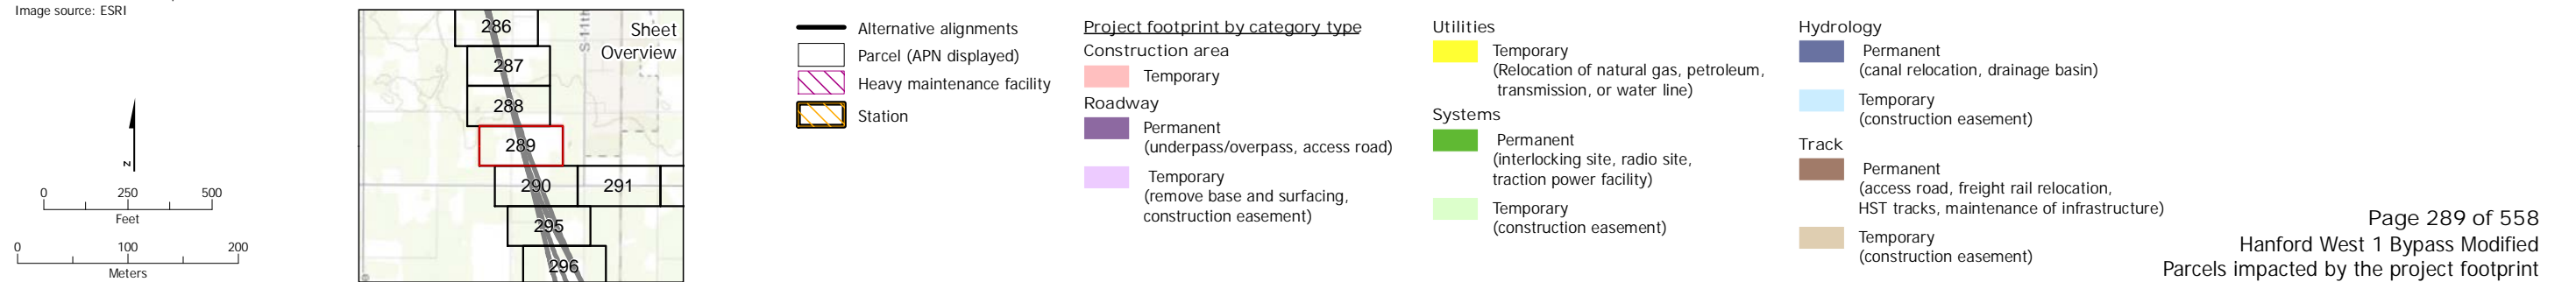 Image source: ESRI
N
0 250 500
Feet
0 100 200
Meters
Sheet
Overview
S 11th
286
287
288
289
290
291
295
296
Alternative alignments
Parcel (APN displayed)
Heavy maintenance facility
Station
Project footprint by category type
Construction area
Temporary
Roadway
Permanent
(underpass/overpass, access road)
Temporary
(remove base and surfacing,
construction easement)
Utilities
Temporary
(Relocation of natural gas, petroleum,
transmission, or water line)
Systems
Permanent
(interlocking site, radio site,
traction power facility)
Temporary
(construction easement)
Hydrology
Permanent
(canal relocation, drainage basin)
Temporary
(construction easement)
Track
Permanent
(access road, freight rail relocation,
HST tracks, maintenance of infrastructure)
Temporary
(construction easement)
Page 289 of 558
Hanford West 1 Bypass Modified
Parcels impacted by the project footprint